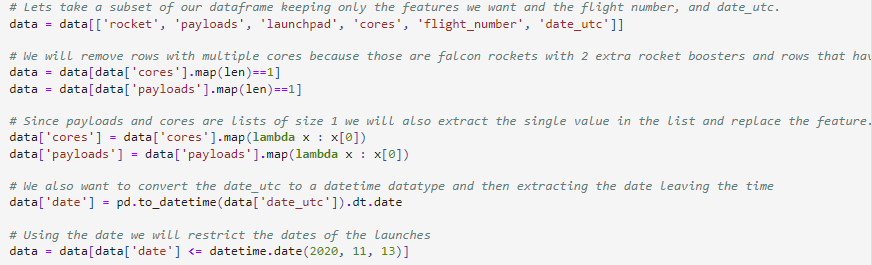 # Lets take a subset of our dataframe keeping only the features we want and the flight number, and date_utc.
data = data[['rocket', 'payloads', 'launchpad', 'cores', 'flight_number', 'date_utc']]
# We will remove rows with multiple cores because those are falcon rockets with 2 extra rocket boosters and rows that hav
data = data[data['cores'].map(len)==1]
data = data[data['payloads'].map(len)==1]
# Since payloads and cores are lists of size 1 we will also extract the single value in the list and replace the feature.
data['cores'] = data['cores'].map(lambda x : x[0])
data['payloads'] = data['payloads'].map(lambda x : x[0])
# We also want to convert the date_utc to a datetime datatype and then extracting the date leaving the time
data['date'] = pd.to_datetime(data['date_utc']).dt.date
# Using the date we will restrict the dates of the launches
data = data[data['date'] <= datetime.date(2020, 11, 13)]